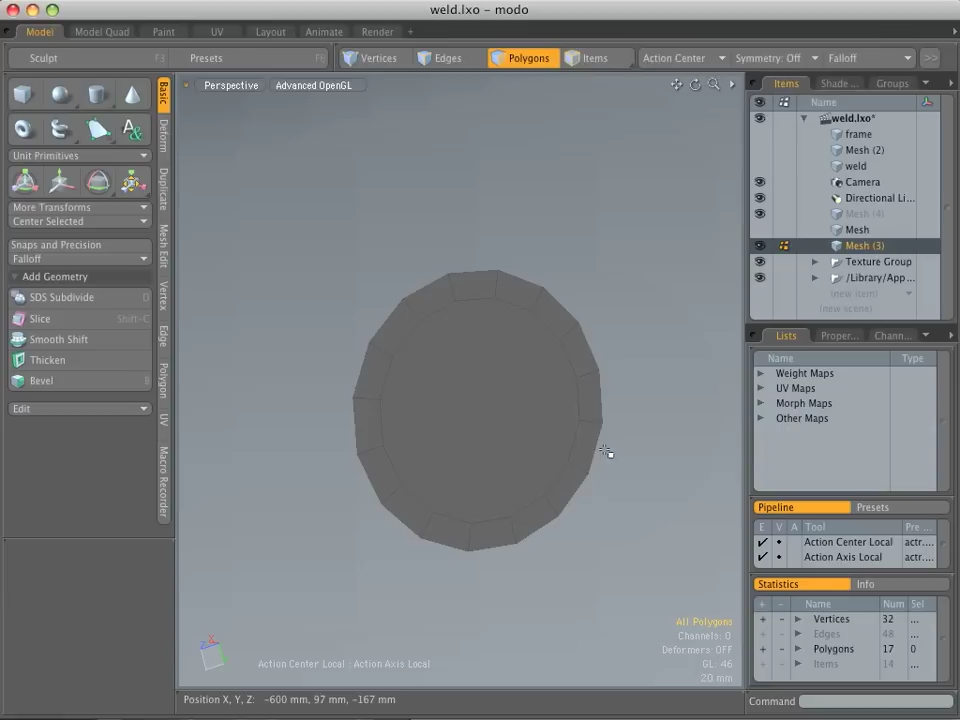 weld.lxo - modo
Model
Model Quad
Paint
UV
Layout
Animate
Render
Sculpt
F|
Presets
F‹
Vertices
Edges
Polygons
Items
Action Center
Symmetry: Off
Falloff
>>
Perspective
Advanced OpenGL
Basic
Deform
Duplicate
Mesh Edit
Vertex
Edge
Polygon
UV
Macro Recorder
Unit Primitives
More Transforms
Center Selected
Snaps and Precision
Falloff
Add Geometry
SDS Subdivide D
Slice Shift-C
Smooth Shift
Thicken
Bevel B
Edit
Items
Shade ...
Groups
Name
weld.lxo*
frame
Mesh (2)
weld
Camera
Directional Li...
Mesh (4)
Mesh
Mesh (3)
Texture Group
/Library/App...
(new item)
(new scene)
Lists
Proper...
Chann...
Name Type
Weight Maps
UV Maps
Morph Maps
Other Maps
Pipeline
Presets
E V A Tool Pre ...
Action Center Local actr....
Action Axis Local actr....
Statistics
Info
+ - Name Num Sel
+ - Vertices 32 ...
+ - Edges 48 ...
+ - Polygons 17 0
+ - Items 14 ...
All Polygons
Channels: 0
Deformers: OFF
GL: 46
20 mm
X
Z
Action Center Local : Action Axis Local
Position X, Y, Z: -600 mm, 97 mm, -167 mm
Command